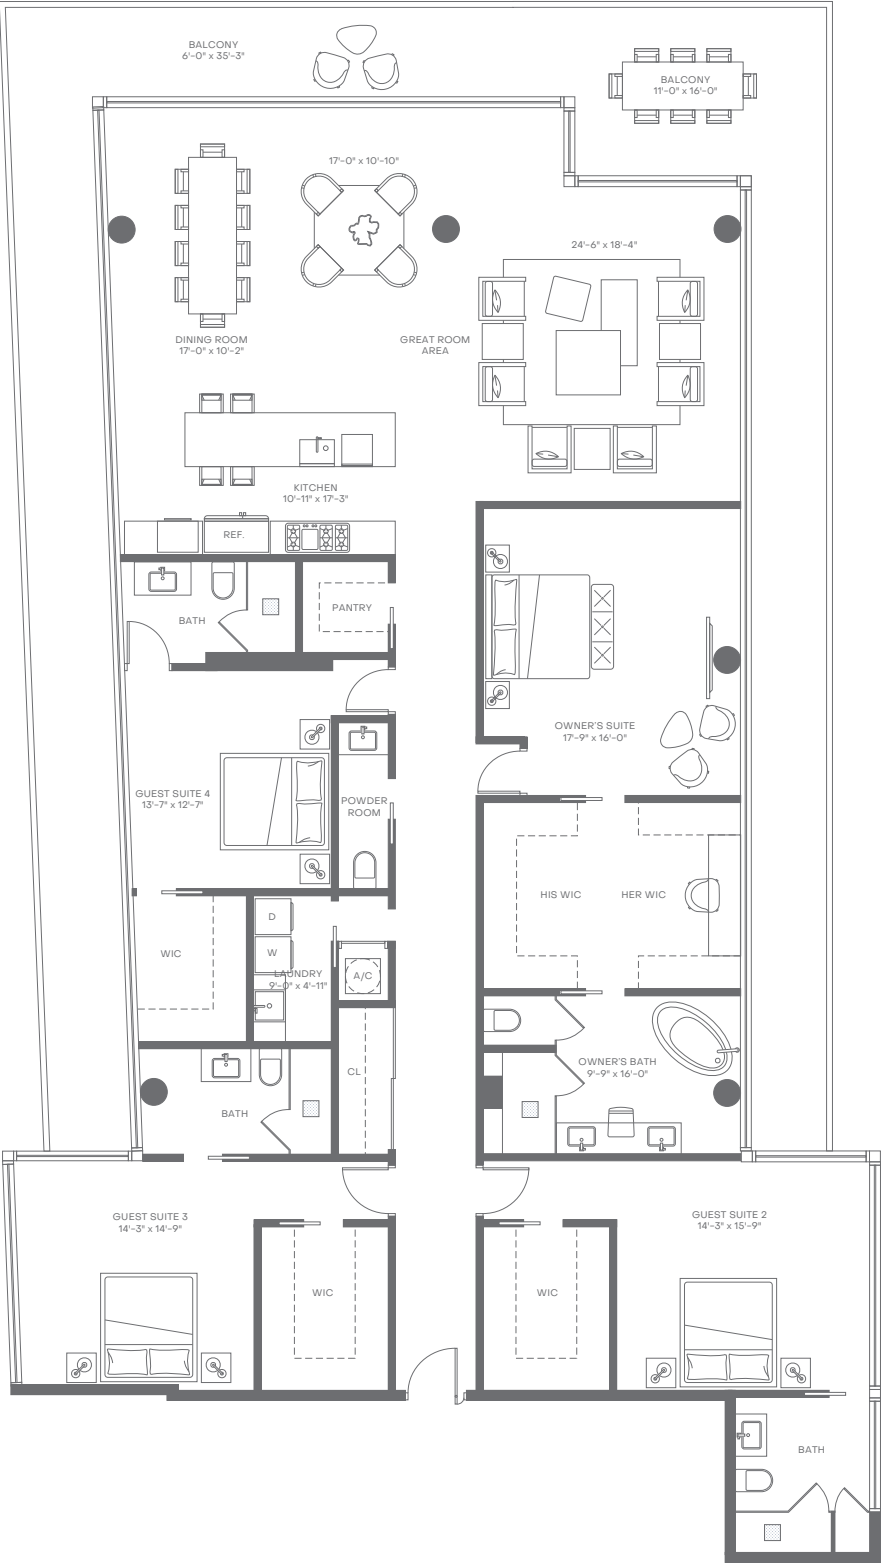 BALCONY
6'-0" x 35'-3"
BALCONY
11'-0" x 16'-0"
17'-0" x 10'-10"
24'-6" x 18'-4"
DINING ROOM
17'-0" x 10'-2"
GREAT ROOM
AREA
KITCHEN
10'-11" x 17'-3"
REF.
BATH
PANTRY
OWNER'S SUITE
17'-9" x 16'-0"
GUEST SUITE 4
13'-7" x 12'-7"
POWDER
ROOM
HIS WIC
HER WIC
D
W
WIC
LAUNDRY
9'-0" x 4'-11"
A/C
CL
OWNER'S BATH
9'-9" x 16'-0"
BATH
GUEST SUITE 3
14'-3" x 14'-9"
GUEST SUITE 2
14'-3" x 15'-9"
WIC
WIC
BATH